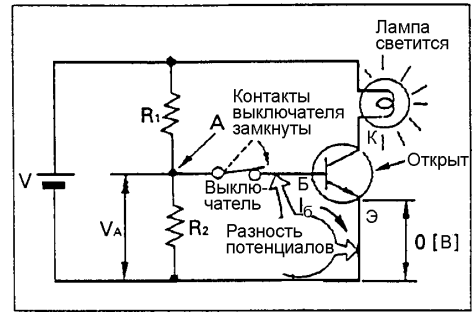 Лампа
светится
Контакты
выключателя
замкнуты
R₁
A
К
Открыт
V
Б
Выклю-
чатель
Iб
Э
VA
R₂
Разность
потенциалов
0 [В]